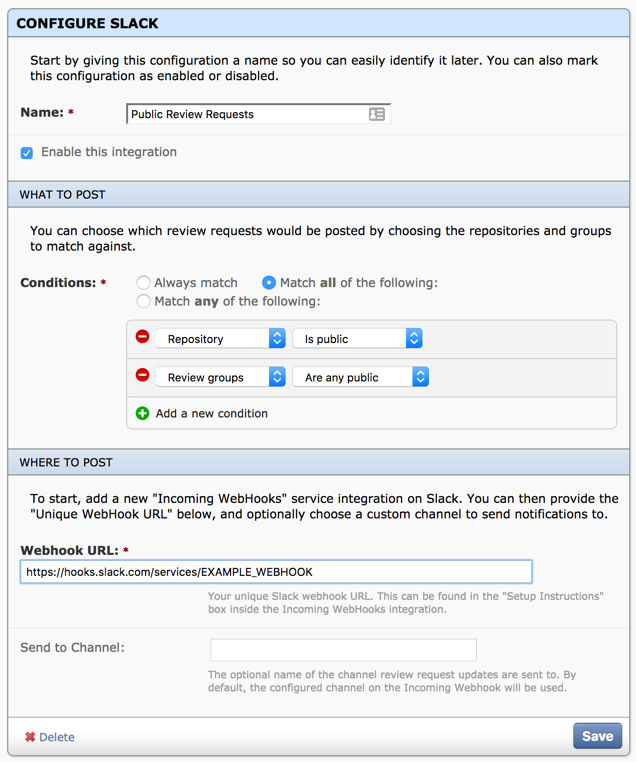 CONFIGURE SLACK
Start by giving this configuration a name so you can easily identify it later. You can also mark
this configuration as enabled or disabled.
Name: *
Public Review Requests
Enable this integration
WHAT TO POST
You can choose which review requests would be posted by choosing the repositories and groups
to match against.
Conditions: *
Always match
Match all of the following:
Match any of the following:
Repository
Is public
Review groups
Are any public
Add a new condition
WHERE TO POST
To start, add a new "Incoming WebHooks" service integration on Slack. You can then provide the
"Unique WebHook URL" below, and optionally choose a custom channel to send notifications to.
Webhook URL: *
https://hooks.slack.com/services/EXAMPLE_WEBHOOK
Your unique Slack webhook URL. This can be found in the "Setup Instructions"
box inside the Incoming WebHooks integration.
Send to Channel:
The optional name of the channel review request updates are sent to. By
default, the configured channel on the Incoming Webhook will be used.
Delete
Save